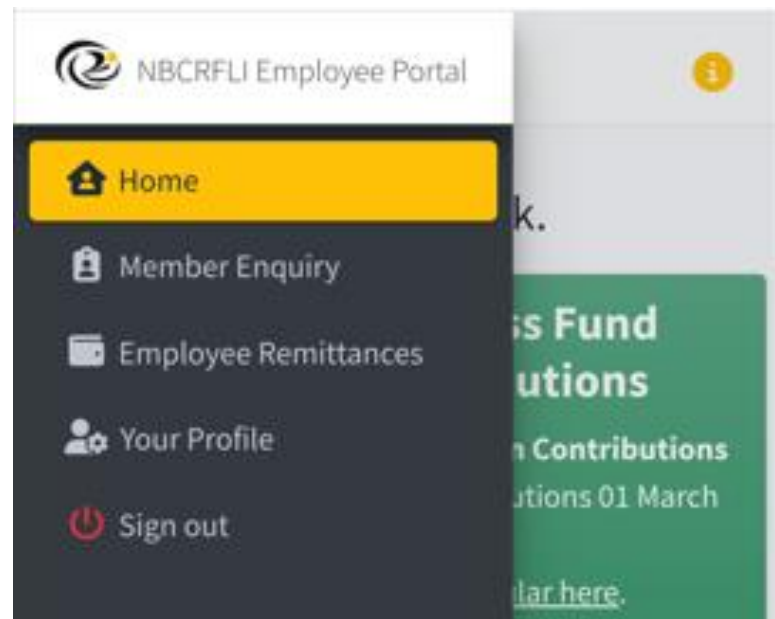 NBCRFLI Employee Portal
Home
Member Enquiry
Employee Remittances
Your Profile
Sign out
k.
ss Fund
utions
n Contributions
utions 01 March
lar here.